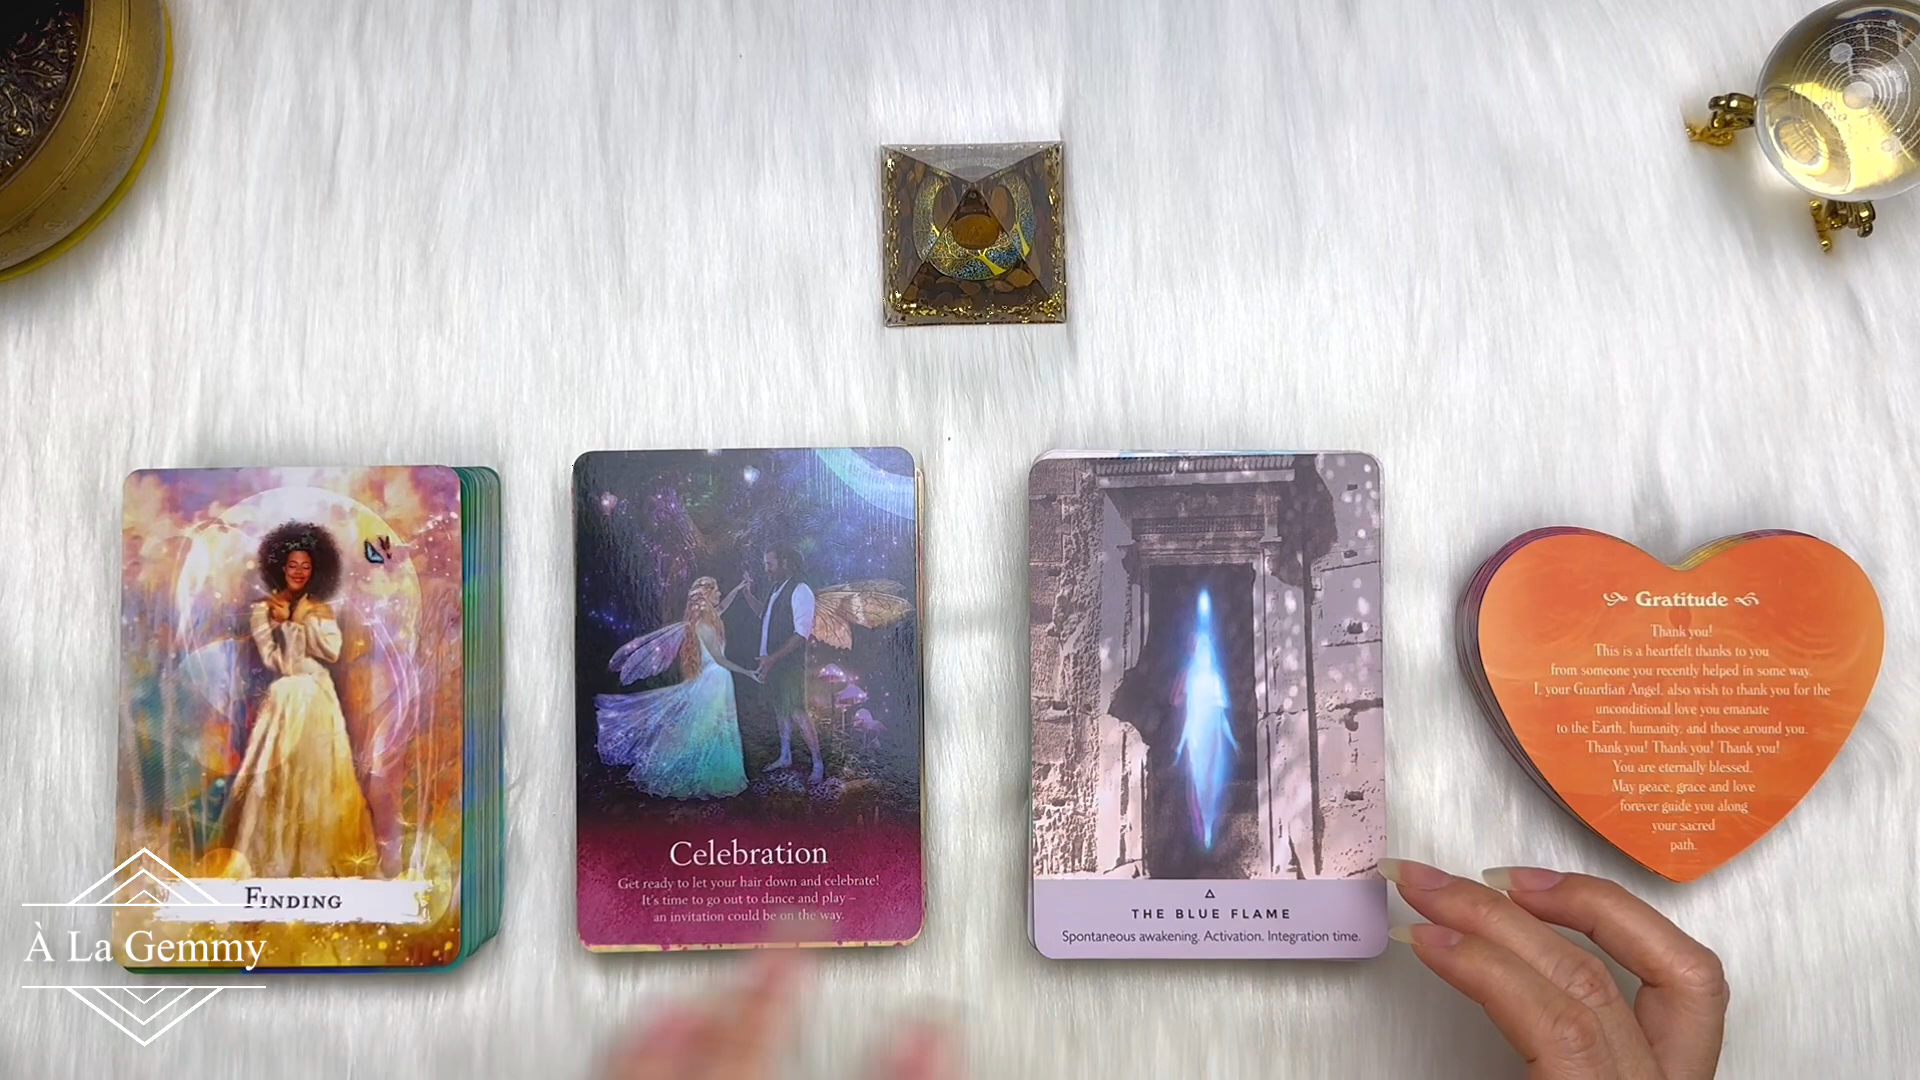 Finding
À La Gemmy
Celebration
Get ready to let your hair down and celebrate!
It's time to go out to dance and play –
an invitation could be on the way.
THE BLUE FLAME
Spontaneous awakening. Activation. Integration time.
Gratitude
Thank you!
This is a heartfelt thanks to you
from someone you recently helped in some way.
I, your Guardian Angel, also wish to thank you for the
unconditional love you emanate
to the Earth, humanity, and those around you.
Thank you! Thank you! Thank you!
You are eternally blessed.
May peace, grace and love
forever guide you along
your sacred
path.